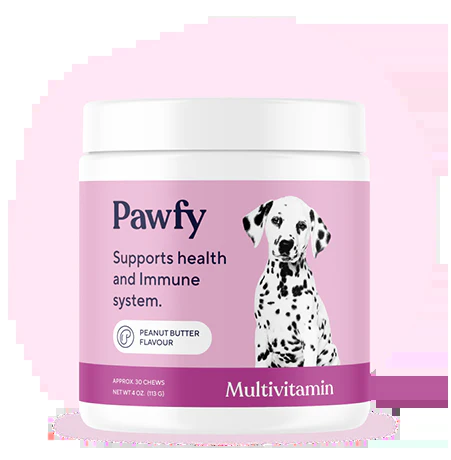 Pawfy
Supports health
and Immune
system.
PEANUT BUTTER
FLAVOUR
APPROX 30 CHEWS
NET WT 4 OZ. (113 G)
Multivitamin